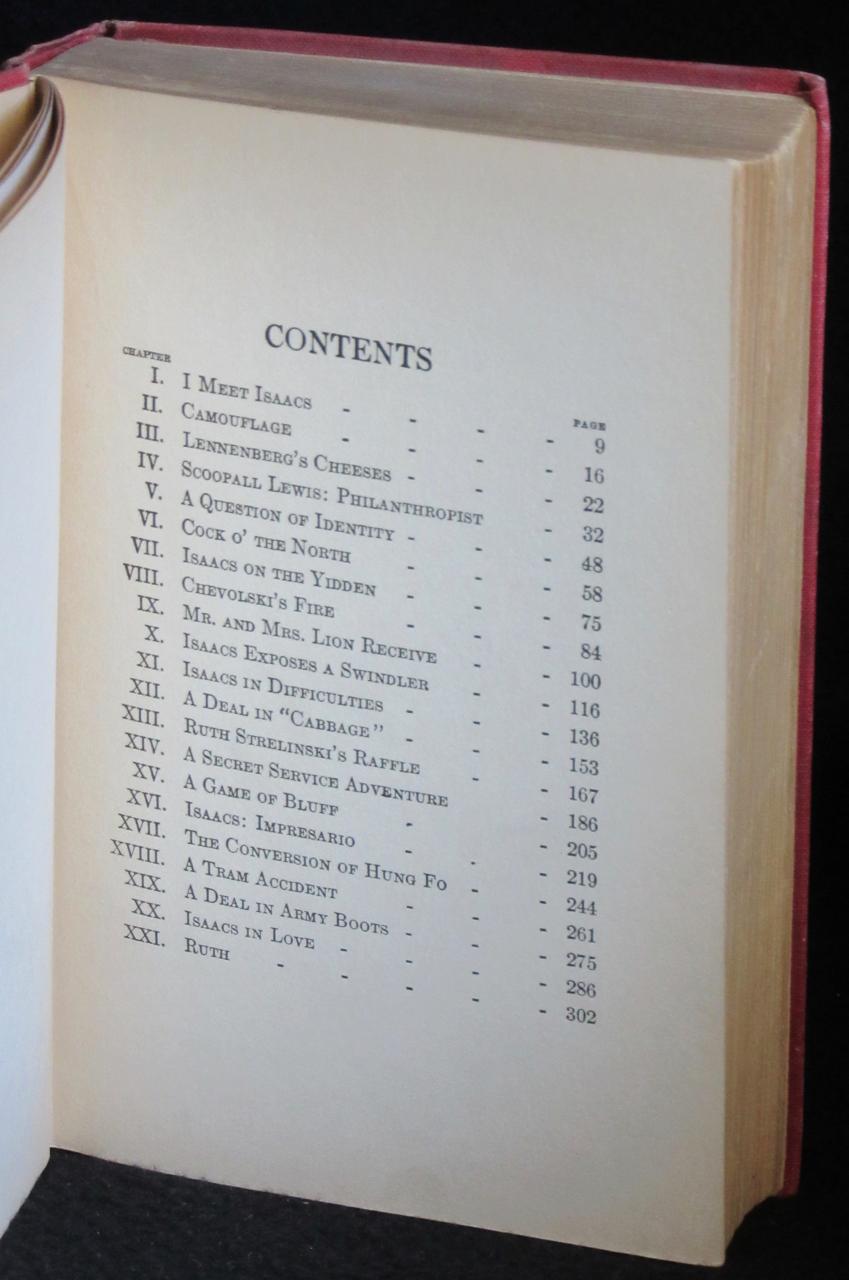 CONTENTS
CHAPTER PAGE
I. I MEET ISAACS - - - - 9
II. CAMOUFLAGE - - - - 16
III. LENNENBERG'S CHEESES - - - 22
IV. SCOOPALL LEWIS: PHILANTHROPIST - 32
V. A QUESTION OF IDENTITY - - - 48
VI. COCK O' THE NORTH - - - 58
VII. ISAACS ON THE YIDDEN - - - 75
VIII. CHEVOLSKI'S FIRE - - - 84
IX. MR. AND MRS. LION RECEIVE - - 100
X. ISAACS EXPOSES A SWINDLER - - 116
XI. ISAACS IN DIFFICULTIES - - - 136
XII. A DEAL IN "CABBAGE" - - - 153
XIII. RUTH STRELINSKI'S RAFFLE - - 167
XIV. A SECRET SERVICE ADVENTURE - 186
XV. A GAME OF BLUFF - - - 205
XVI. ISAACS: IMPRESARIO - - - 219
XVII. THE CONVERSION OF HUNG FO - - 244
XVIII. A TRAM ACCIDENT - - - 261
XIX. A DEAL IN ARMY BOOTS - - - 275
XX. ISAACS IN LOVE - - - - 286
XXI. RUTH - - - - - 302